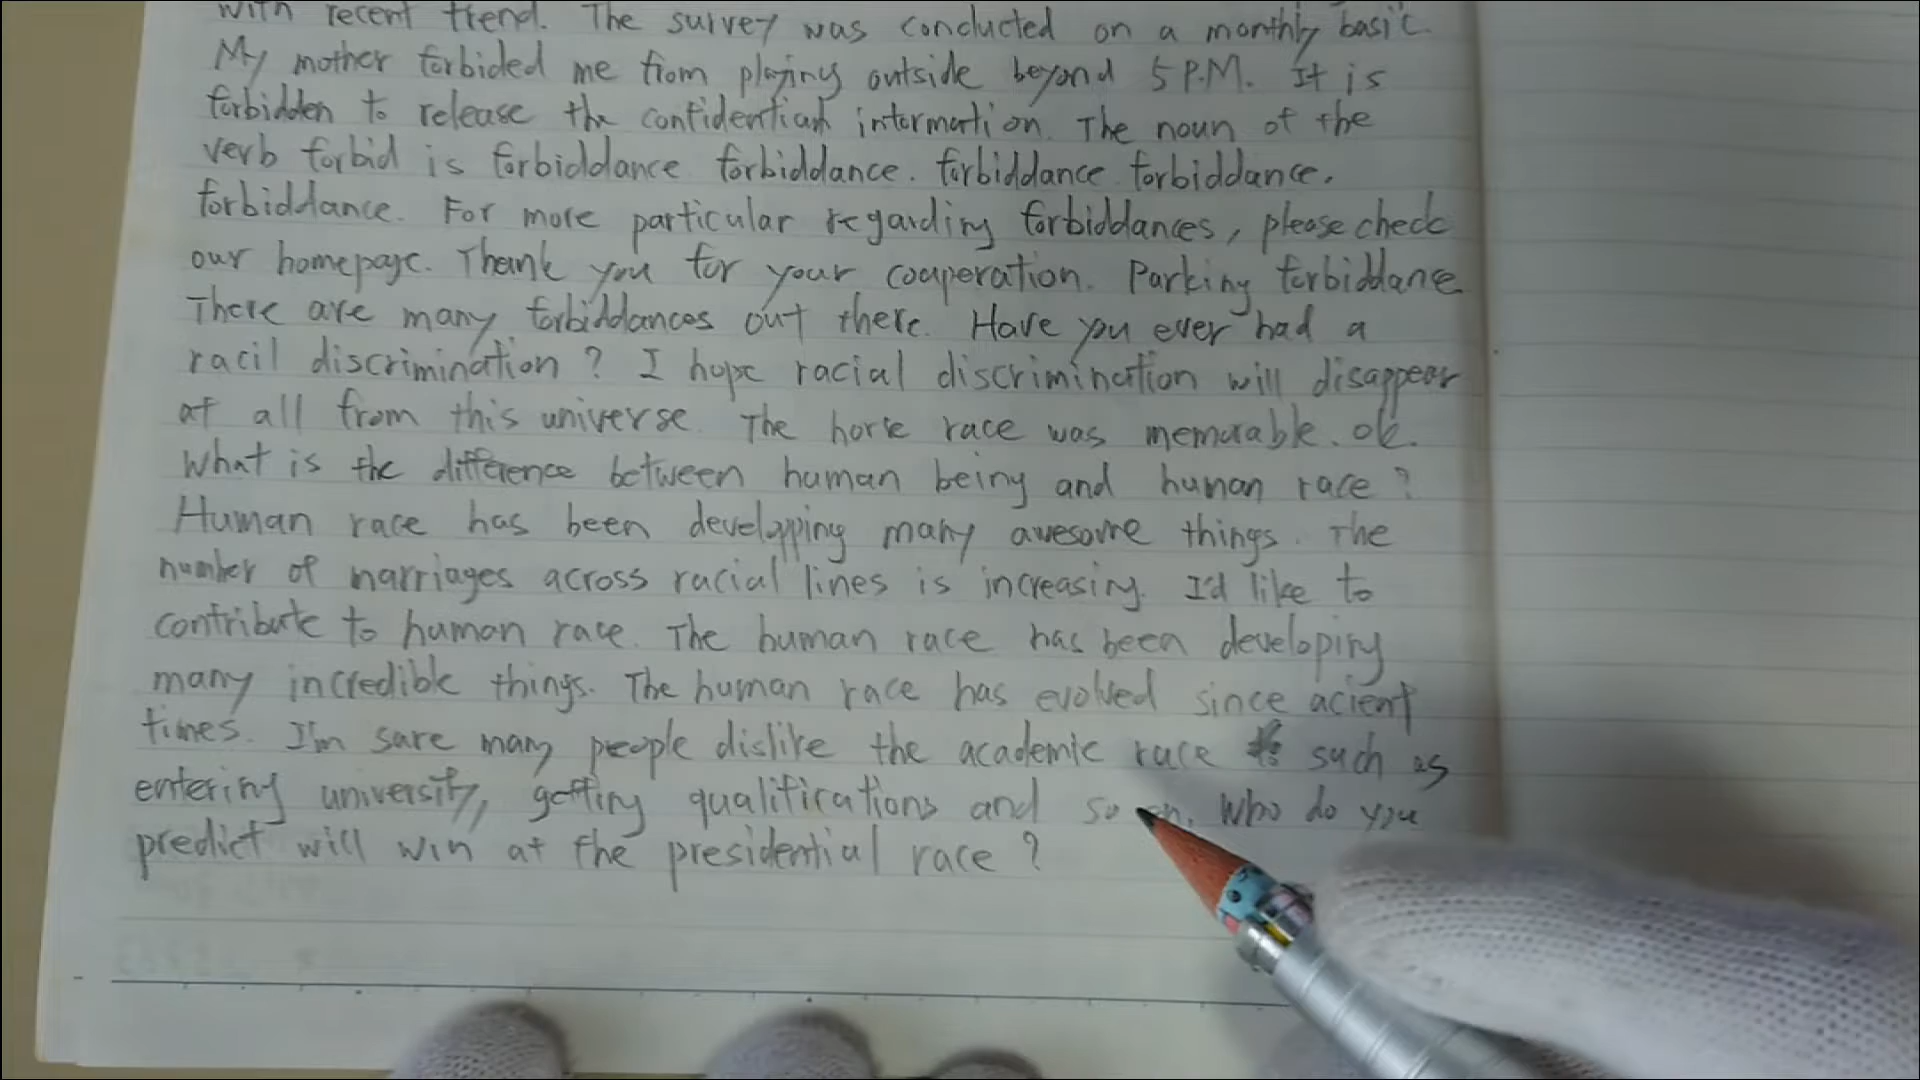 with recent trend. The survey was conducted on a monthly basic.
My mother forbided me from playing outside beyond 5 P.M. It is
forbidden to release the information. The noun of the
verb forbid is forbiddance forbiddance. forbiddance forbiddance.
forbiddance. For more particular regarding forbiddances, please check
our homepage. Thank you for your couperation. Parking forbiddance
There are many forbiddances out there. Have you ever had a
racil discrimination? I hope racial discrimination will disappear
at all from this universe. The horse race was memorable. ok.
What is the difference between human being and human race?
Human race has been developping many awesome things. The
number of marriages across racial lines is increasing. I'd like to
contribute to human race. The human race has been developing
many incredible things. The human race has evolved since acient
times. I'm sure many people dislike the academic race such as
entering university, getting qualifications and so on. Who do you
predict will win at the presidential race?